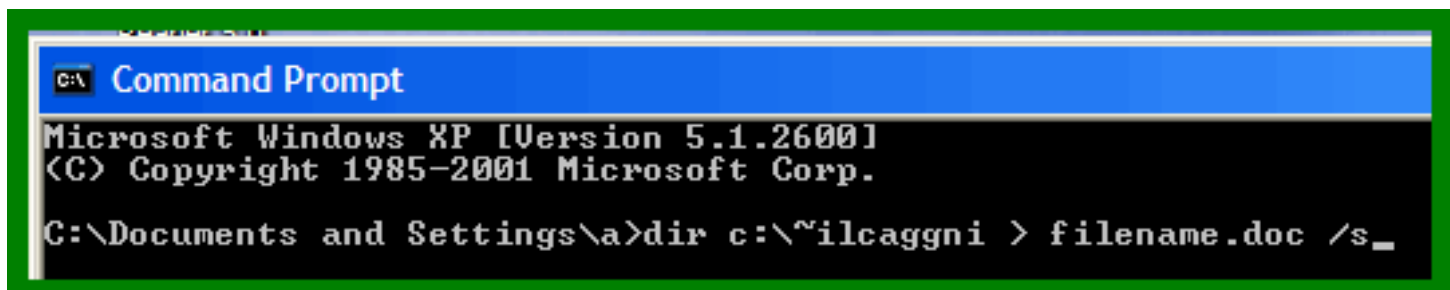 C:\ Command Prompt
Microsoft Windows XP [Version 5.1.2600]
(C) Copyright 1985-2001 Microsoft Corp.
C:\Documents and Settings\a>dir c:\~ilcaggni > filename.doc /s_